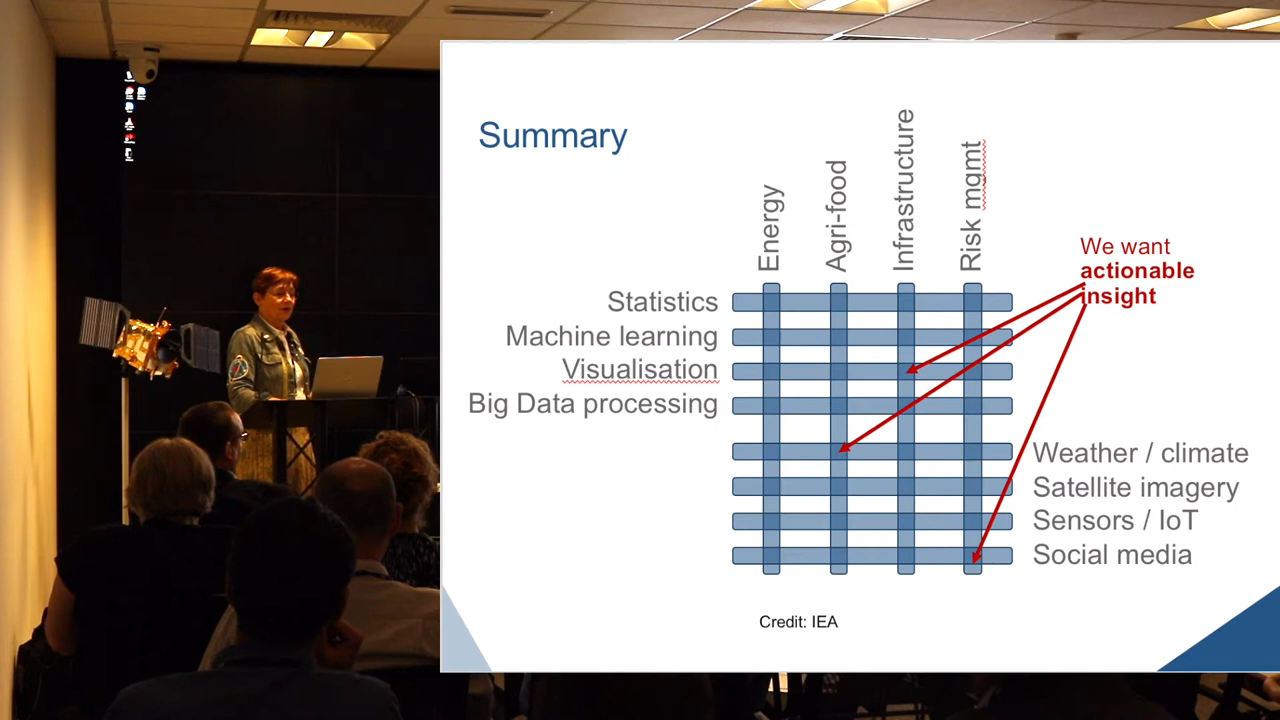 Summary
Energy
Agri-food
Infrastructure
Risk mgmt
We want
actionable
insight
Statistics
Machine learning
Visualisation
Big Data processing
Weather / climate
Satellite imagery
Sensors / IoT
Social media
Credit: IEA